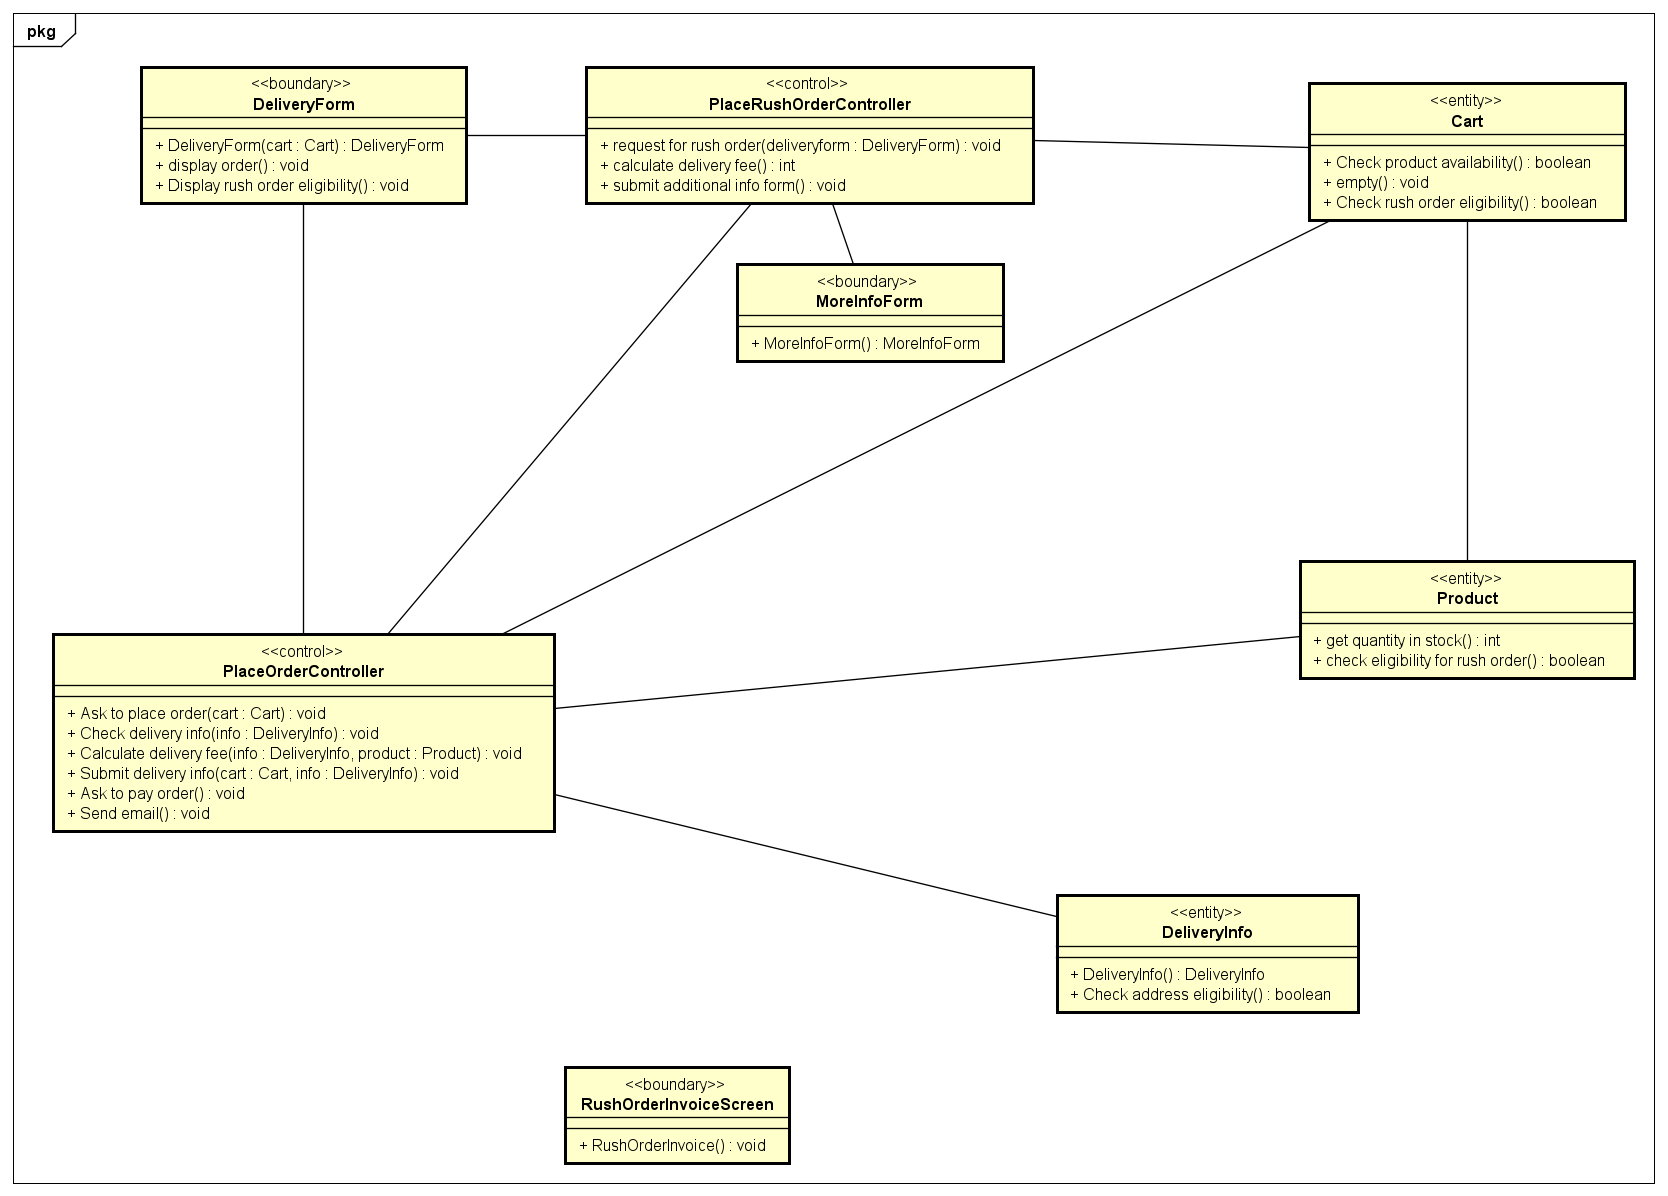 pkg
<<boundary>>
DeliveryForm
+ DeliveryForm(cart : Cart) : DeliveryForm
+ display order() : void
+ Display rush order eligibility() : void
<<control>>
PlaceRushOrderController
+ request for rush order(deliveryform : DeliveryForm) : void
+ calculate delivery fee() : int
+ submit additional info form() : void
<<entity>>
Cart
+ Check product availability() : boolean
+ empty() : void
+ Check rush order eligibility() : boolean
<<boundary>>
MoreInfoForm
+ MoreInfoForm() : MoreInfoForm
<<entity>>
Product
+ get quantity in stock() : int
+ check eligibility for rush order() : boolean
<<control>>
PlaceOrderController
+ Ask to place order(cart : Cart) : void
+ Check delivery info(info : DeliveryInfo) : void
+ Calculate delivery fee(info : DeliveryInfo, product : Product) : void
+ Submit delivery info(cart : Cart, info : DeliveryInfo) : void
+ Ask to pay order() : void
+ Send email() : void
<<entity>>
DeliveryInfo
+ DeliveryInfo() : DeliveryInfo
+ Check address eligibility() : boolean
<<boundary>>
RushOrderInvoiceScreen
+ RushOrderInvoice() : void